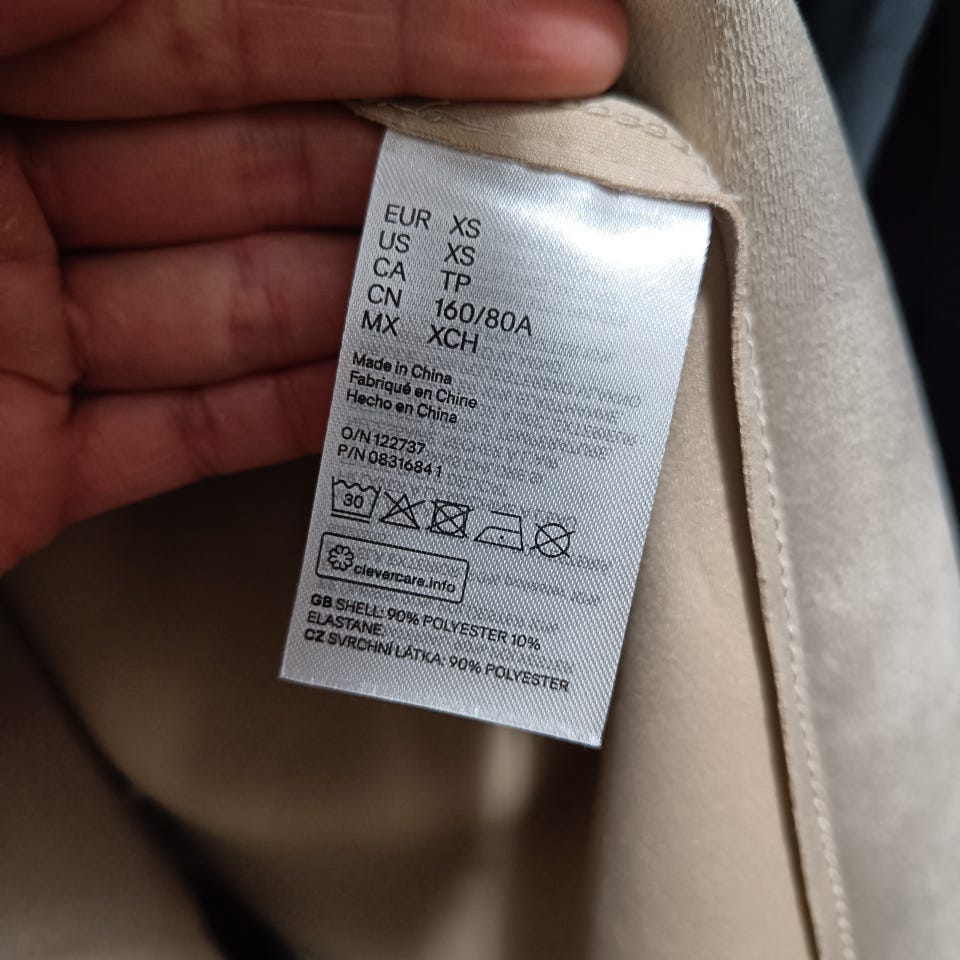 EUR XS
US XS
CA TP
CN 160/80A
MX XCH
Made in China
Fabriqué en Chine
Hecho en China
O/N 122737
P/N 08316841
30
clevercare.info
GB SHELL: 90% POLYESTER 10%
ELASTANE
CZ SVRCHNÍ LÁTKA: 90% POLYESTER